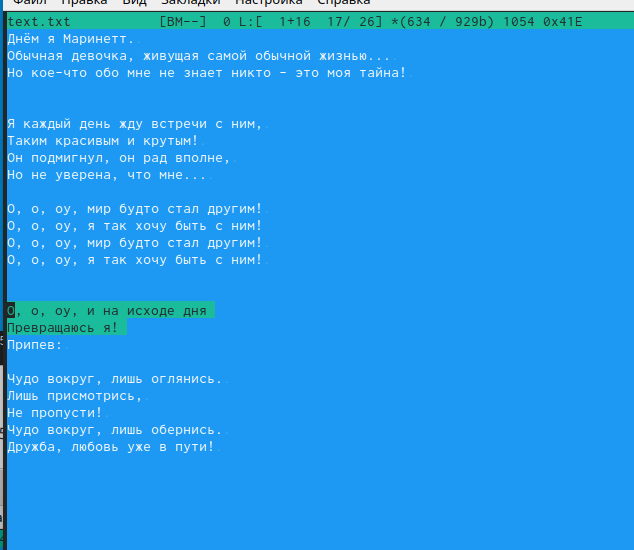 Файл Правка Вид Закладки Настройка Справка
text.txt [BM--] 0 L:[ 1+16 17/ 26] *(634 / 929b) 1054 0x41E
Днём я Маринетт.
Обычная девочка, живущая самой обычной жизнью...
Но кое-что обо мне не знает никто - это моя тайна!
Я каждый день жду встречи с ним,
Таким красивым и крутым!
Он подмигнул, он рад вполне,
Но не уверена, что мне...
О, о, оу, мир будто стал другим!
О, о, оу, я так хочу быть с ним!
О, о, оу, мир будто стал другим!
О, о, оу, я так хочу быть с ним!
О, о, оу, и на исходе дня
Превращаюсь я!
Припев:
Чудо вокруг, лишь оглянись.
Лишь присмотрись,
Не пропусти!
Чудо вокруг, лишь обернись.
Дружба, любовь уже в пути!